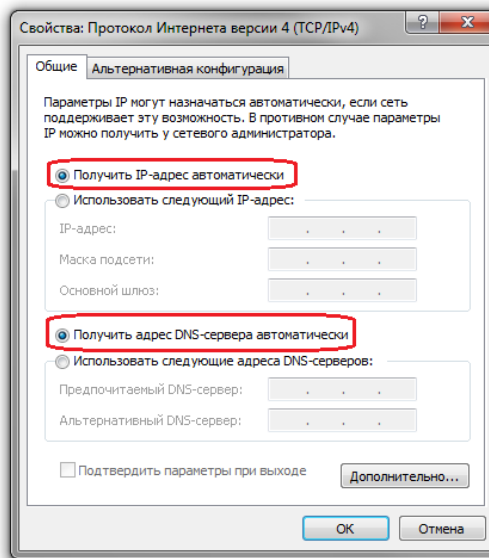 Свойства: Протокол Интернета версии 4 (TCP/IPv4)
Общие
Альтернативная конфигурация
Параметры IP могут назначаться автоматически, если сеть
поддерживает эту возможность. В противном случае параметры
IP можно получить у сетевого администратора.
Получить IP-адрес автоматически
Использовать следующий IP-адрес:
IP-адрес:
Маска подсети:
Основной шлюз:
Получить адрес DNS-сервера автоматически
Использовать следующие адреса DNS-серверов:
Предпочитаемый DNS-сервер:
Альтернативный DNS-сервер:
Подтвердить параметры при выходе
Дополнительно...
ОК
Отмена